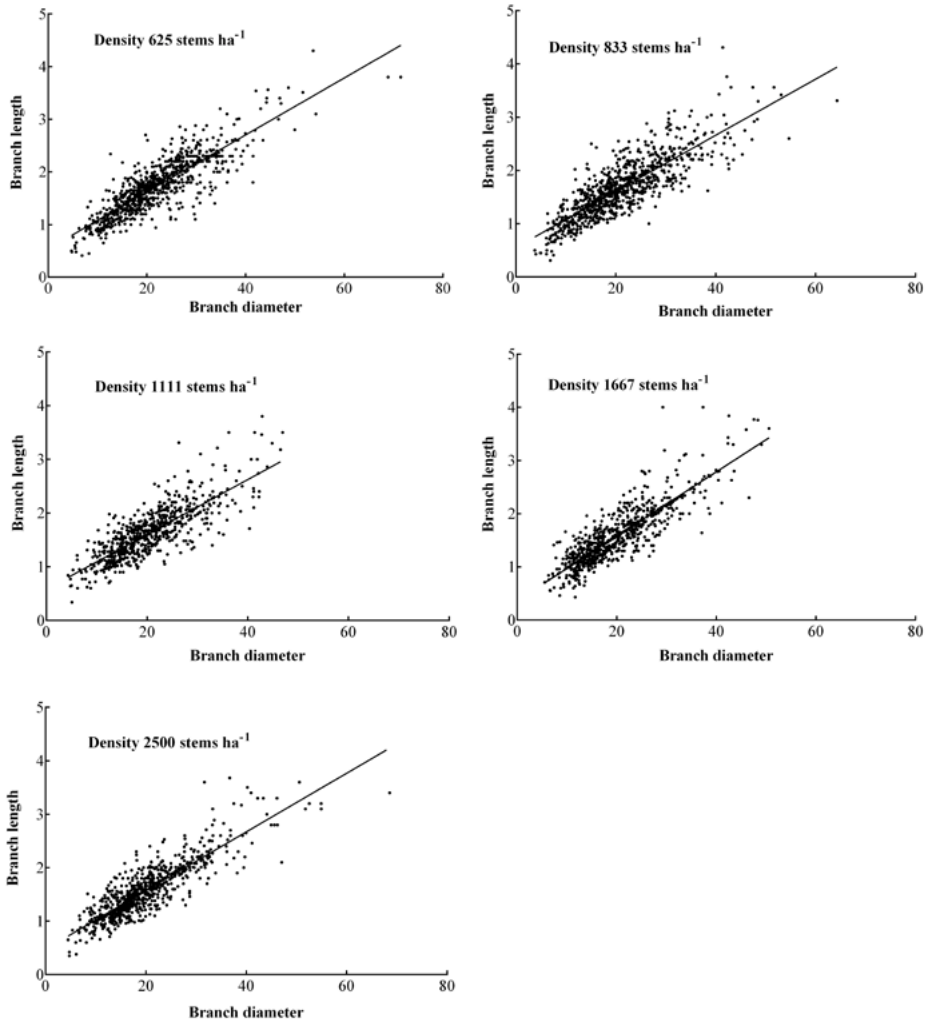 Density 625 stems ha-1
Branch length
5
4
3
2
1
0
0 20 40 60 80
Branch diameter
Density 833 stems ha-1
Branch length
5
4
3
2
1
0
0 20 40 60 80
Branch diameter
Density 1111 stems ha-1
Branch length
5
4
3
2
1
0
0 20 40 60 80
Branch diameter
Density 1667 stems ha-1
Branch length
5
4
3
2
1
0
0 20 40 60 80
Branch diameter
Density 2500 stems ha-1
Branch length
5
4
3
2
1
0
0 20 40 60 80
Branch diameter